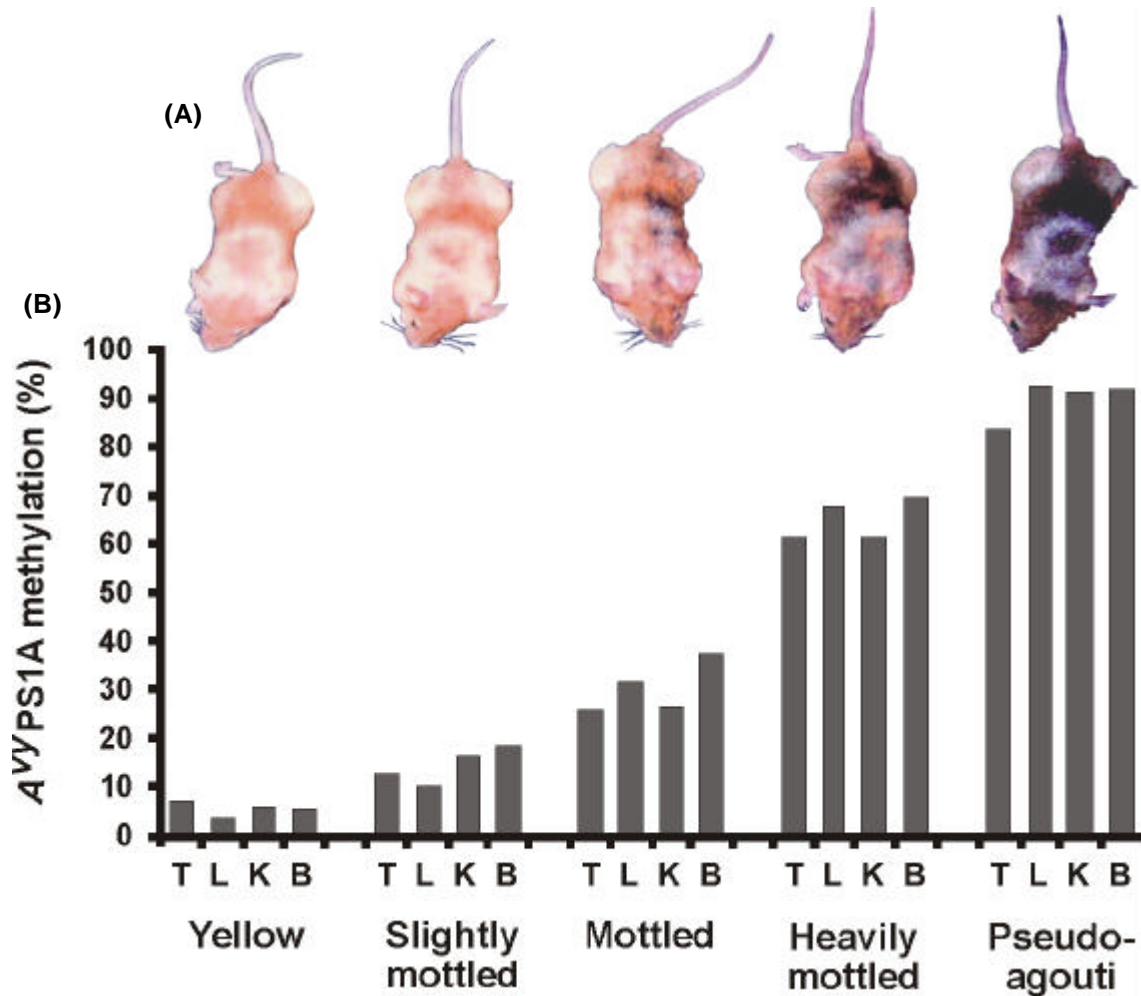 (A)
(B)
A^vy PS1A methylation (%)
100
90
80
70
60
50
40
30
20
10
0
T L K B T L K B T L K B T L K B T L K B
Yellow Slightly Mottled Heavily Pseudo-
mottled mottled agouti